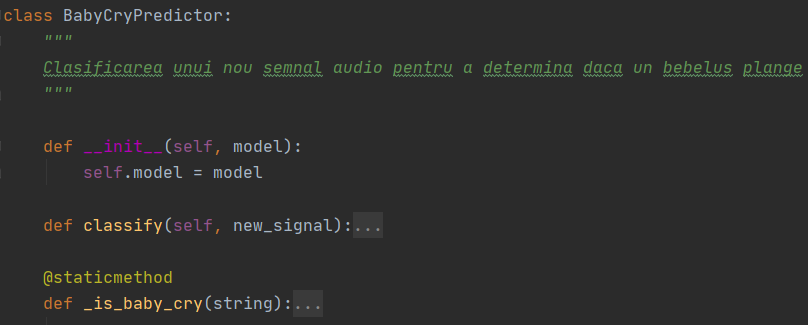 class BabyCryPredictor:
"""
Clasificarea unui nou semnal audio pentru a determina daca un bebelus plange
"""
def __init__(self, model):
self.model = model
def classify(self, new_signal):...
@staticmethod
def _is_baby_cry(string):...